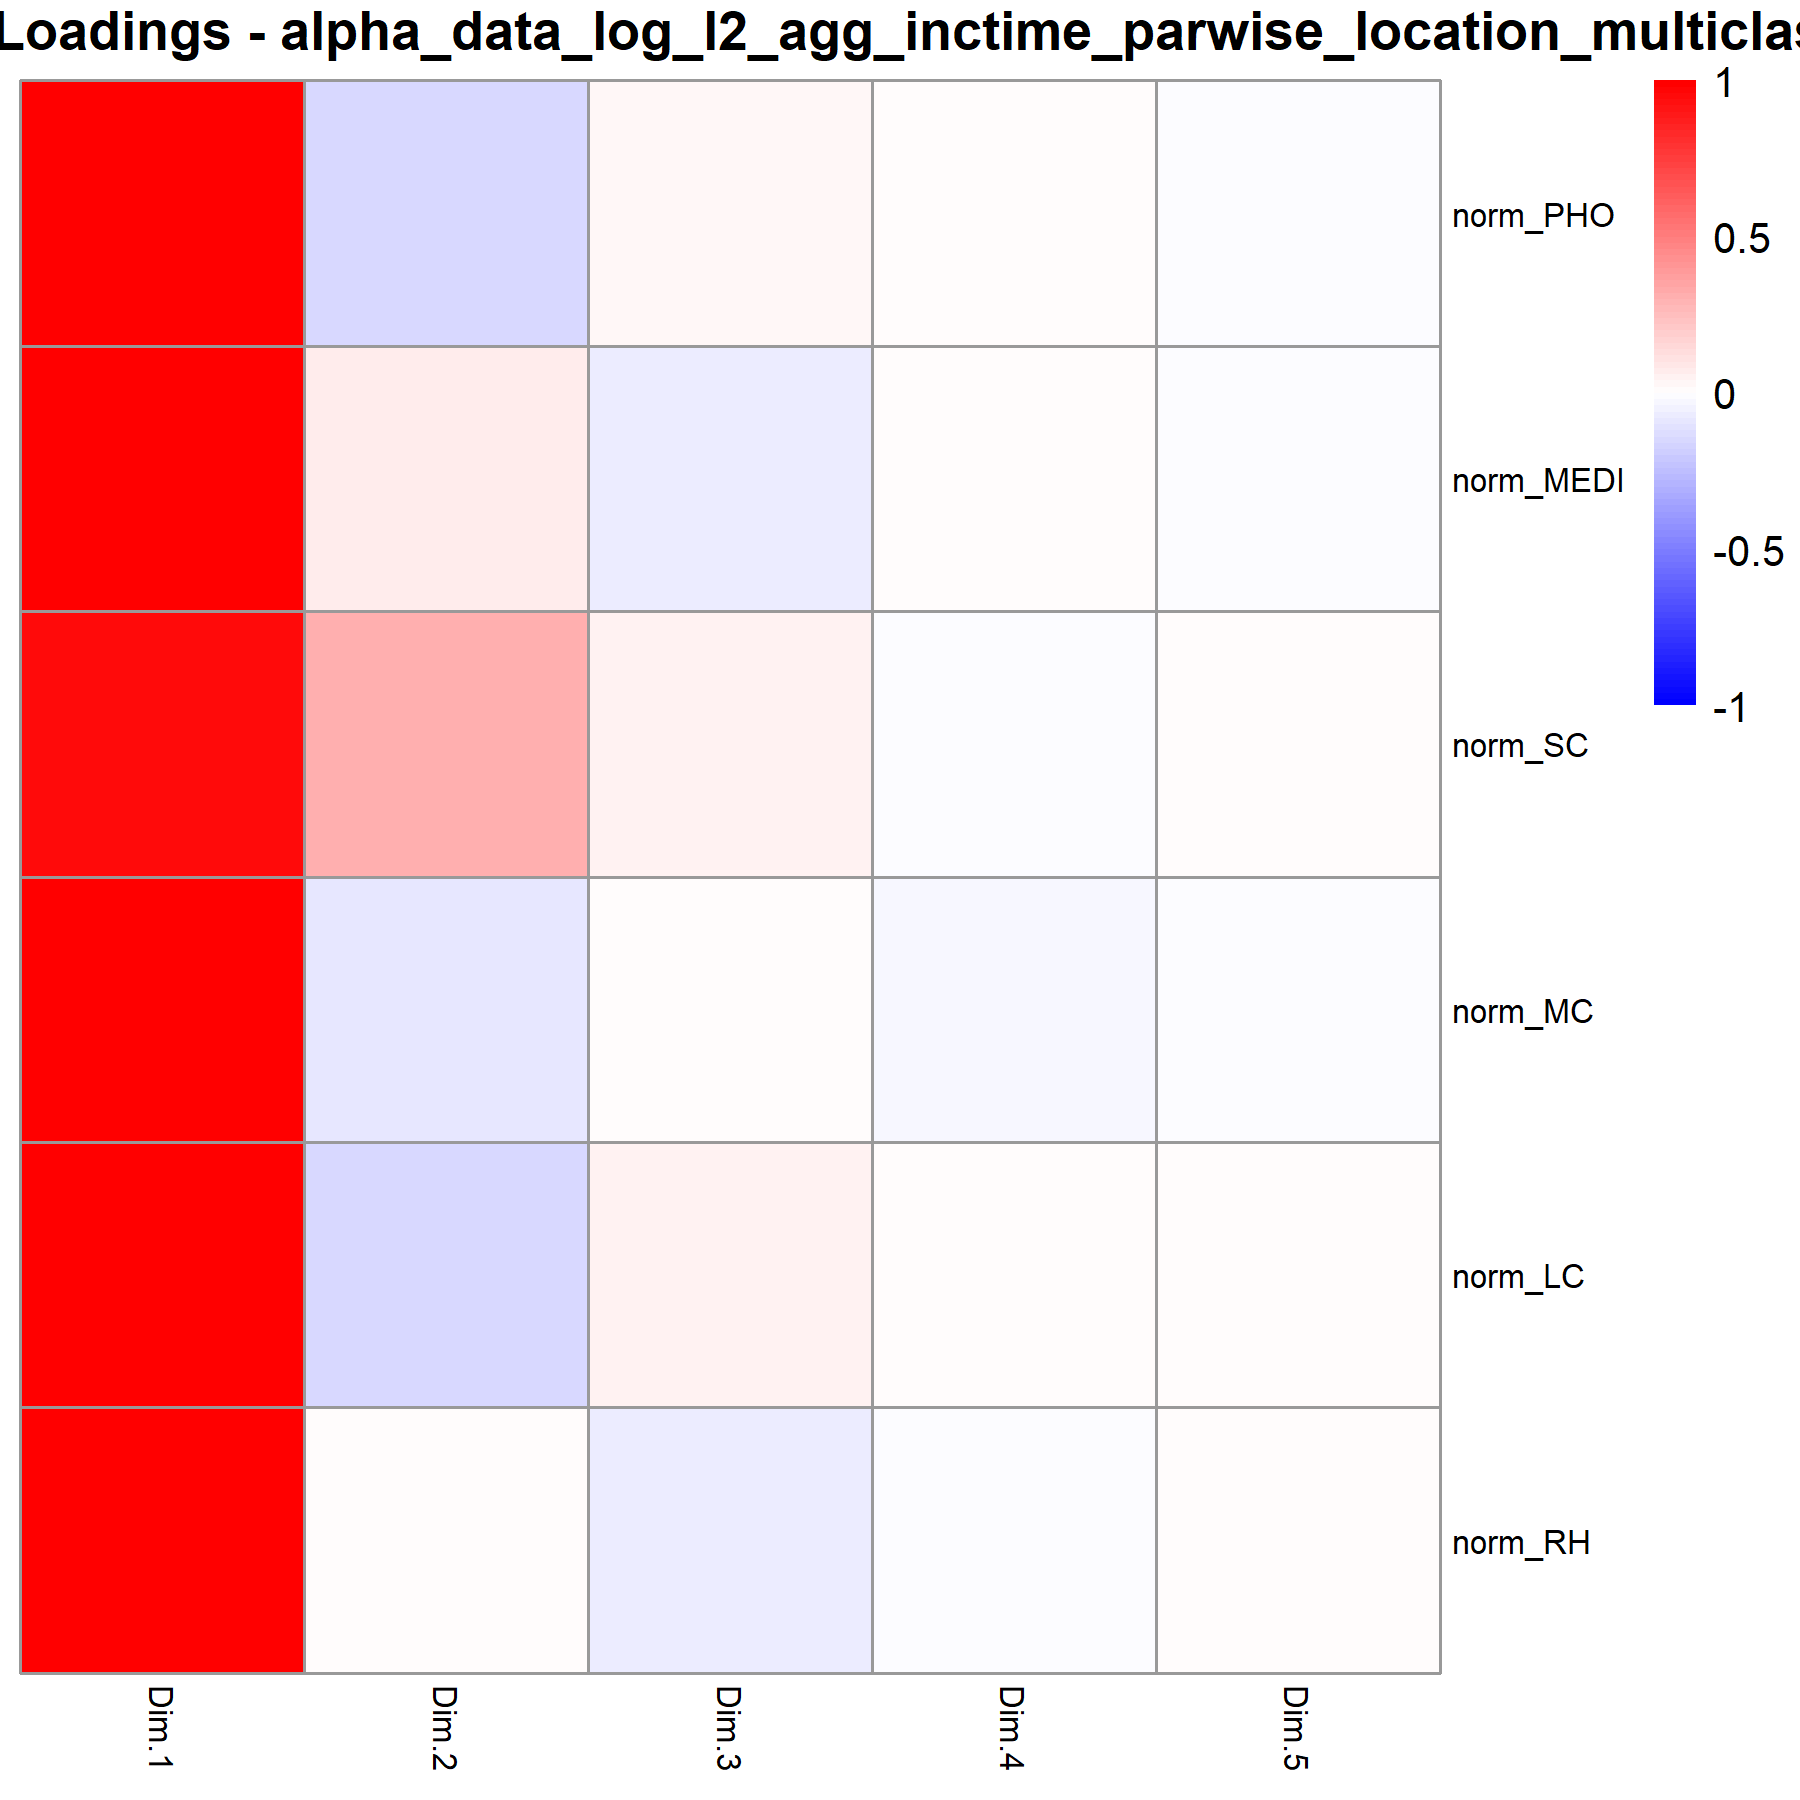 Loadings - alpha_data_log_l2_agg_inctime_parwise_location_multiclas
1
0.5
0
-0.5
-1
norm_PHO
norm_MEDI
norm_SC
norm_MC
norm_LC
norm_RH
Dim.1
Dim.2
Dim.3
Dim.4
Dim.5